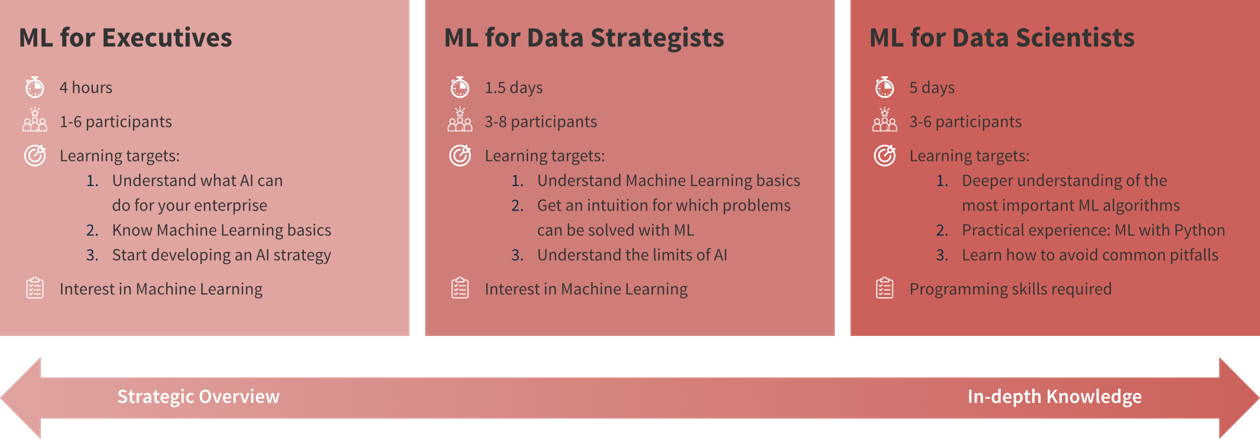 ML for Executives
4 hours
1-6 participants
Learning targets:
1. Understand what AI can
do for your enterprise
2. Know Machine Learning basics
3. Start developing an AI strategy
Interest in Machine Learning
ML for Data Strategists
1.5 days
3-8 participants
Learning targets:
1. Understand Machine Learning basics
2. Get an intuition for which problems
can be solved with ML
3. Understand the limits of AI
Interest in Machine Learning
ML for Data Scientists
5 days
3-6 participants
Learning targets:
1. Deeper understanding of the
most important ML algorithms
2. Practical experience: ML with Python
3. Learn how to avoid common pitfalls
Programming skills required
Strategic Overview
In-depth Knowledge